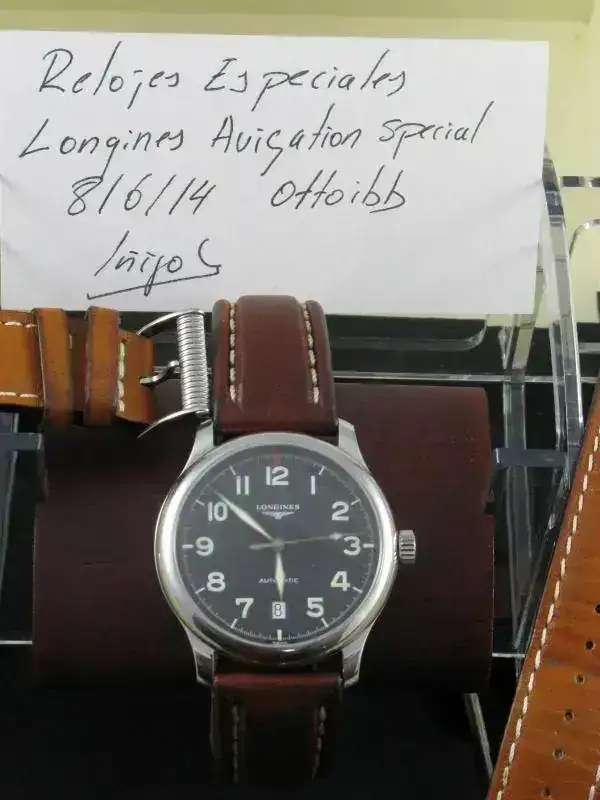 Relojes Especiales
Longines Avigation Special
8/6/14 Ottoibb
Iñigo G
12
11 1
LONGINES
10 2
9 3
AUTOMATIC
8 4
7 8 5